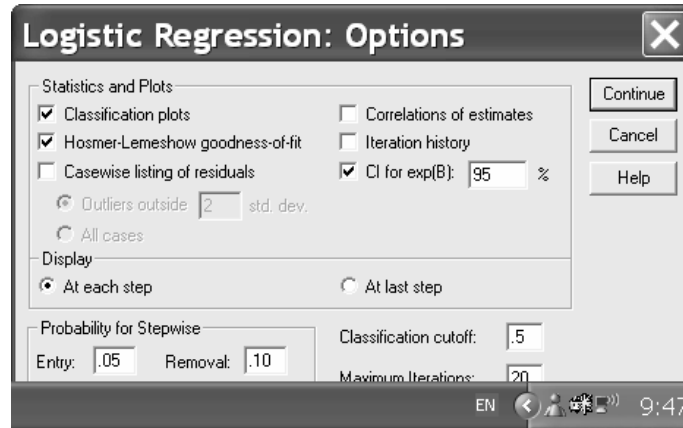 Logistic Regression: Options
Statistics and Plots
Classification plots
Correlations of estimates
Continue
Hosmer-Lemeshow goodness-of-fit
Iteration history
Cancel
Casewise listing of residuals
CI for exp(B): 95 %
Help
Outliers outside 2 std. dev.
All cases
Display
At each step
At last step
Probability for Stepwise
Classification cutoff: .5
Entry: .05 Removal: .10
Maximum Iterations: 20
EN 9:47